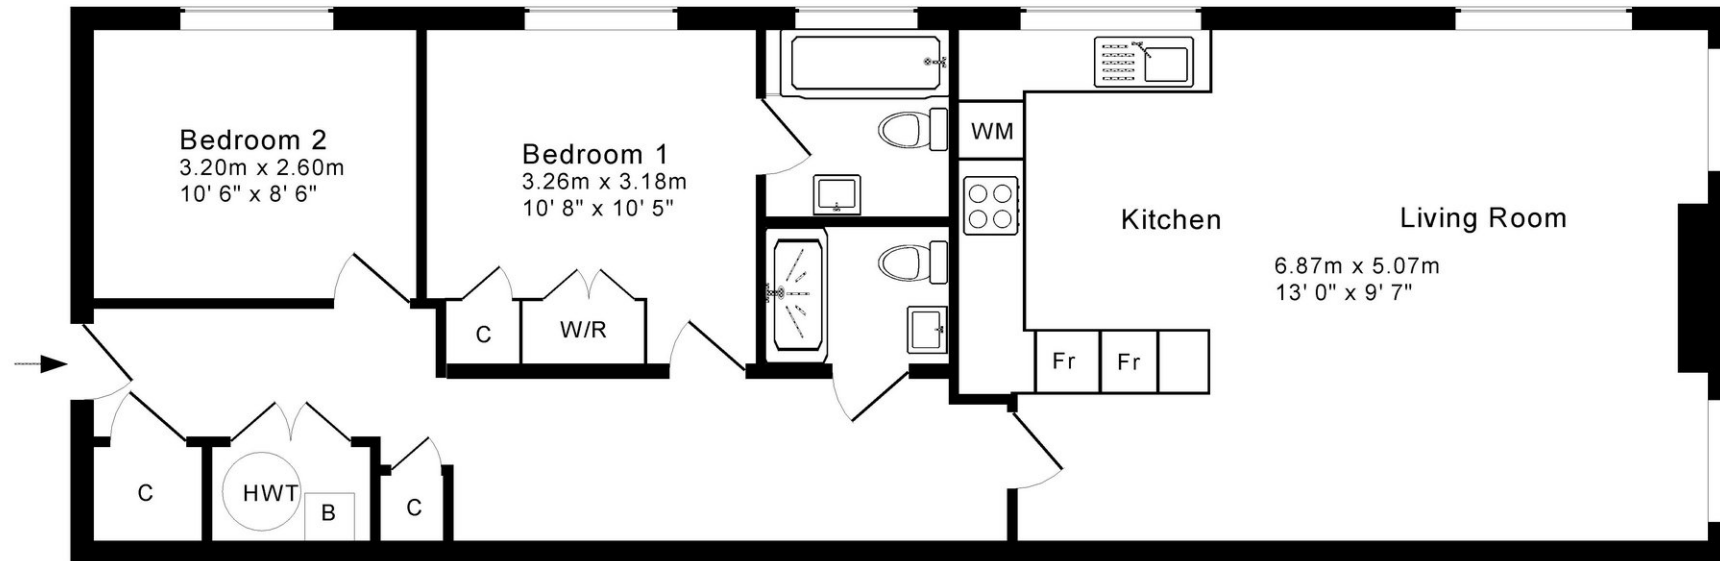 Bedroom 2
3.20m x 2.60m
10' 6" x 8' 6"
Bedroom 1
3.26m x 3.18m
10' 8" x 10' 5"
WM
Kitchen
Living Room
6.87m x 5.07m
13' 0" x 9' 7"
C
W/R
Fr
Fr
C
HWT
B
C